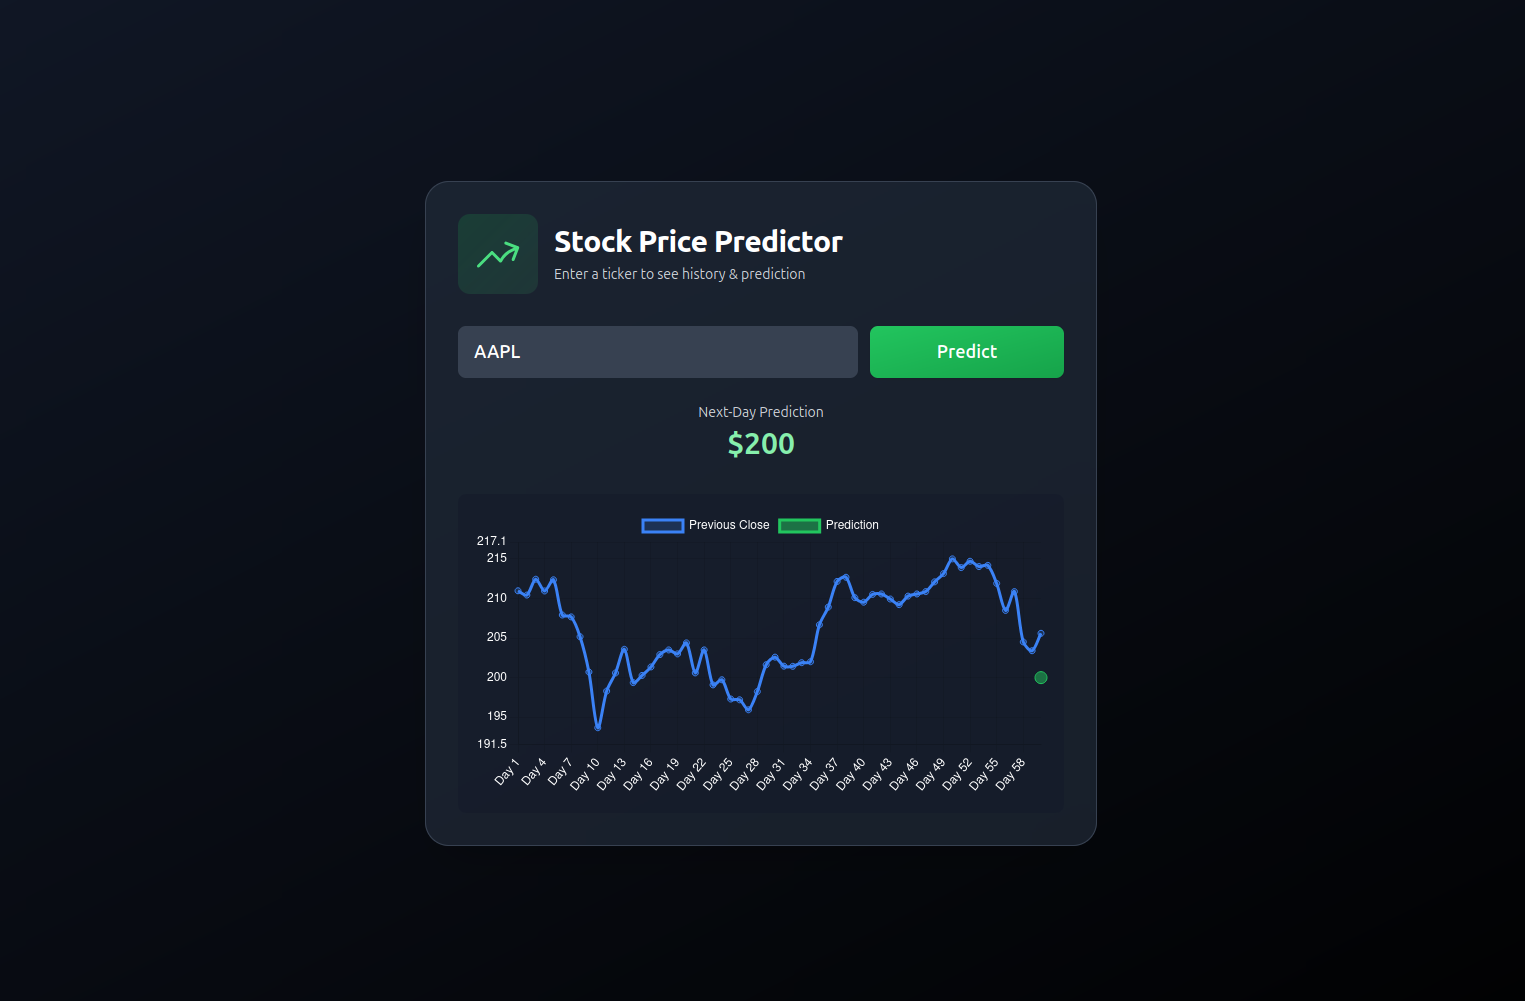 Stock Price Predictor
Enter a ticker to see history & prediction
AAPL
Predict
Next-Day Prediction
$200
Previous Close
Prediction
217.1
215
210
205
200
195
191.5
Day 1
Day 4
Day 7
Day 10
Day 13
Day 16
Day 19
Day 22
Day 25
Day 28
Day 31
Day 34
Day 37
Day 40
Day 43
Day 46
Day 49
Day 52
Day 55
Day 58